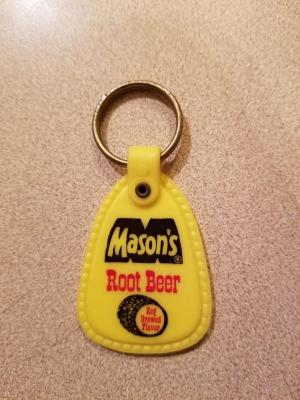 Mason's®
Root Beer
Keg
Brewed
Flavor